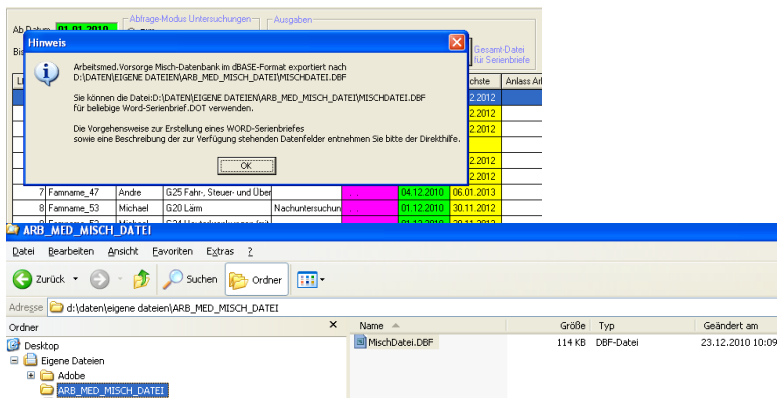 Ab Datum 01.01.2010
Abfrage-Modus Untersuchungen
Ausgaben
Hinweis
Gesamt-Datei
für Serienbriefe
Arbeitsmed.Vorsorge Misch-Datenbank im dBASE-Format exportiert nach
D:\DATEN\EIGENE DATEIEN\ARB_MED_MISCH_DATEI\MISCHDATEI.DBF
Sie können die Datei:D:\DATEN\EIGENE DATEIEN\ARB_MED_MISCH_DATEI\MISCHDATEI.DBF
für beliebige Word-Serienbrief.DOT verwenden.
Die Vorgehensweise zur Erstellung eines WORD-Serienbriefes
sowie eine Beschreibung der zur Verfügung stehenden Datenfelder entnehmen Sie bitte der Direkthilfe.
OK
chste Anlass Arl
2.2012
2.2012
2.2012
2.2012
2.2012
7 Famname_47 Andre G25 Fahr-, Steuer- und Über 04.12.2010 06.01.2013
8 Famname_53 Michael G20 Lärm Nachuntersuchun 01.12.2010 30.11.2012
ARB_MED_MISCH_DATEI
Datei Bearbeiten Ansicht Favoriten Extras ?
Zurück Suchen Ordner
Adresse d:\daten\eigene dateien\ARB_MED_MISCH_DATEI
Ordner x Name Größe Typ Geändert am
Desktop MischDatei.DBF 114 KB DBF-Datei 23.12.2010 10:09
Eigene Dateien
Adobe
ARB_MED_MISCH_DATEI